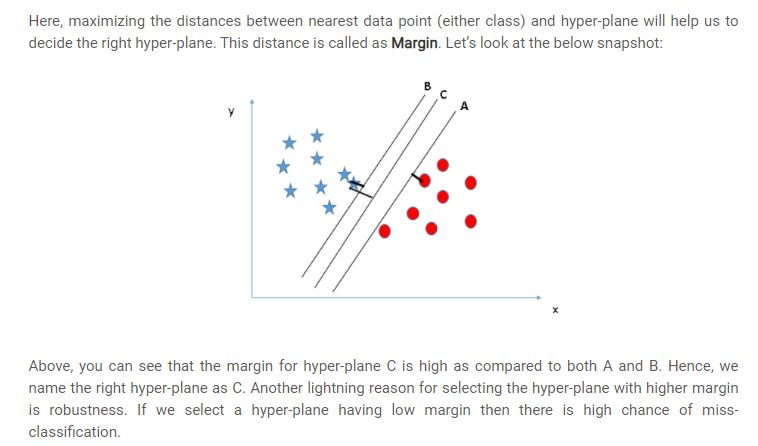 Here, maximizing the distances between nearest data point (either class) and hyper-plane will help us to
decide the right hyper-plane. This distance is called as Margin. Let’s look at the below snapshot:
B
C
A
y
x
Above, you can see that the margin for hyper-plane C is high as compared to both A and B. Hence, we
name the right hyper-plane as C. Another lightning reason for selecting the hyper-plane with higher margin
is robustness. If we select a hyper-plane having low margin then there is high chance of miss-
classification.